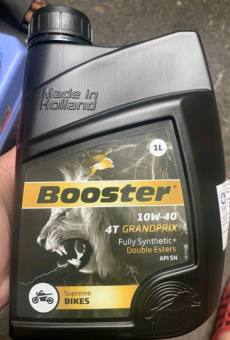 Made in
Holland
1L
Booster®
10W-40
4T GRANDPRIX
Fully Synthetic+
Double Esters
API SN
Supreme
BIKES